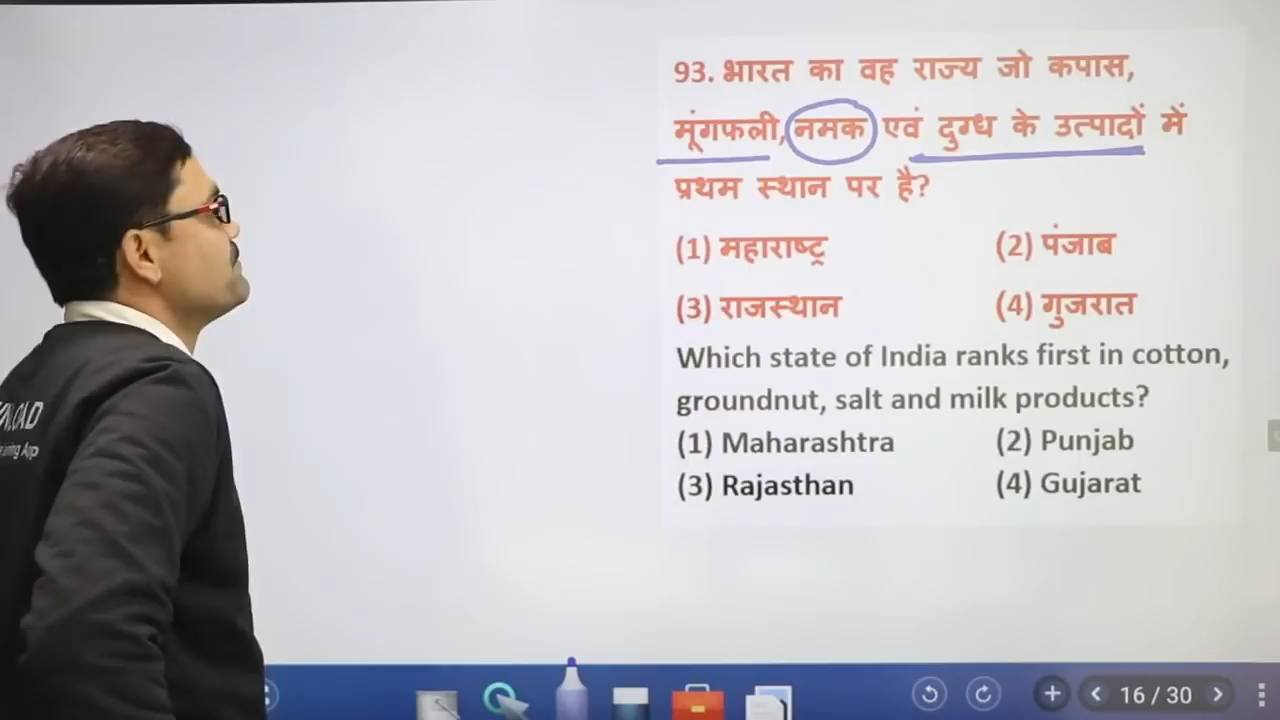 93. भारत का वह राज्य जो कपास,
मूंगफली, नमक एवं दुग्ध के उत्पादों में
प्रथम स्थान पर है?
(1) महाराष्ट्र (2) पंजाब
(3) राजस्थान (4) गुजरात
Which state of India ranks first in cotton,
groundnut, salt and milk products?
(1) Maharashtra (2) Punjab
(3) Rajasthan (4) Gujarat
App
16 / 30